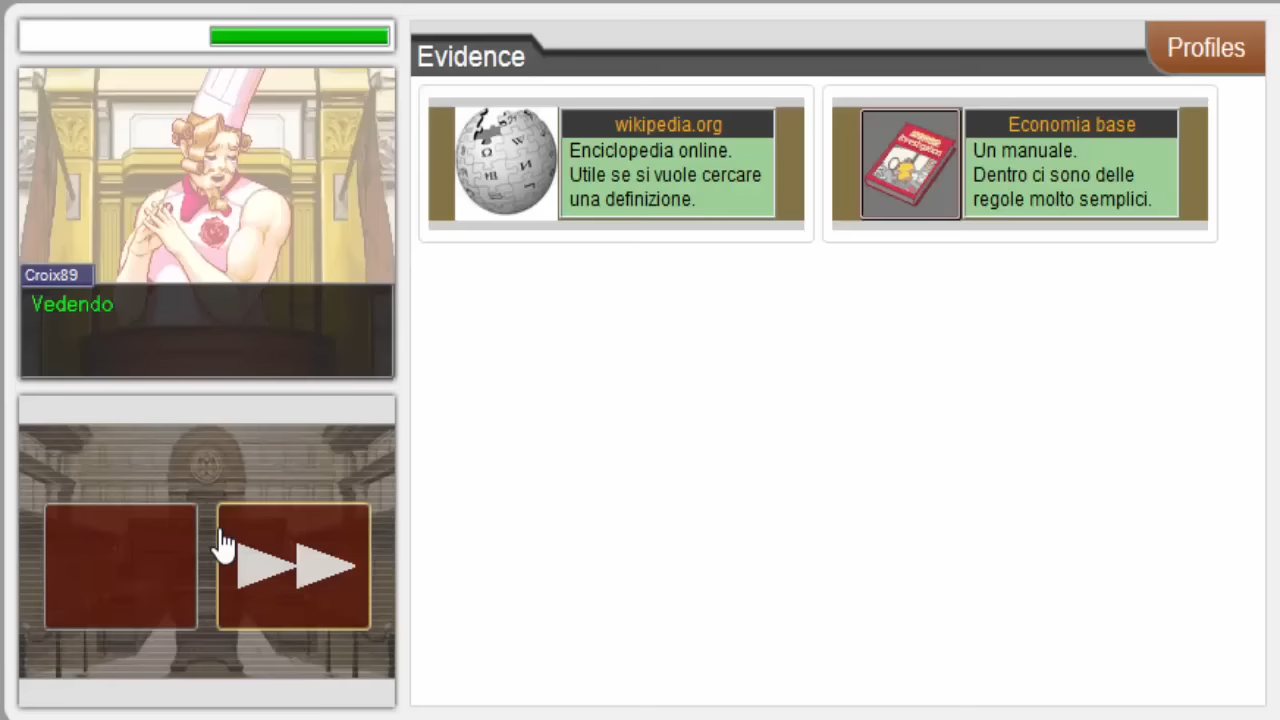 Evidence
Profiles
wikipedia.org
Enciclopedia online.
Utile se si vuole cercare
una definizione.
Economia base
Un manuale.
Dentro ci sono delle
regole molto semplici.
Croix89
Vedendo